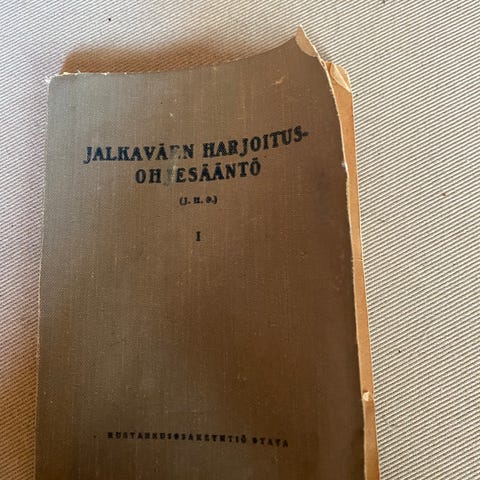 JALKAVÄEN HARJOITUS-
OHJESÄÄNTÖ
(J. H. O.)
I
KUSTANNUSOSAKEYHTIÖ OTAVA